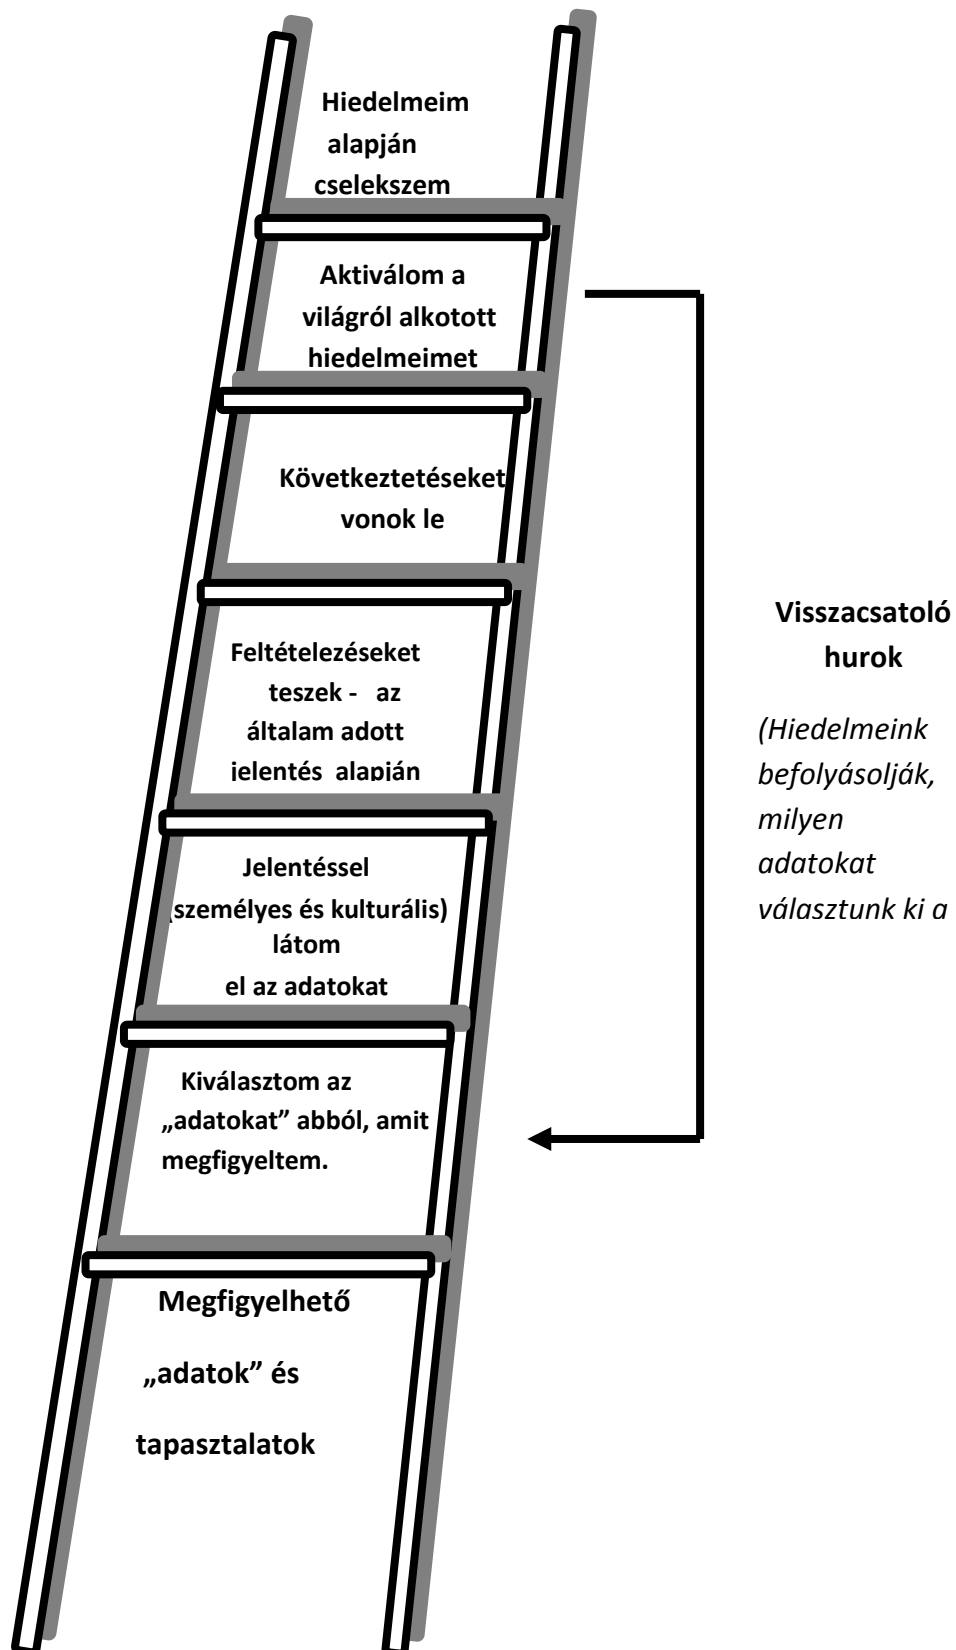 Hiedelmeim
alapján
cselekszem
Aktiválom a
világról alkotott
hiedelmeimet
Következtetéseket
vonok le
Feltételezéseket
teszek - az
általam adott
jelentés alapján
Jelentéssel
(személyes és kulturális)
látom
el az adatokat
Kiválasztom az
„adatokat” abból, amit
megfigyeltem.
Megfigyelhető
„adatok” és
tapasztalatok
Visszacsatoló
hurok
(Hiedelmeink
befolyásolják,
milyen
adatokat
választunk ki a